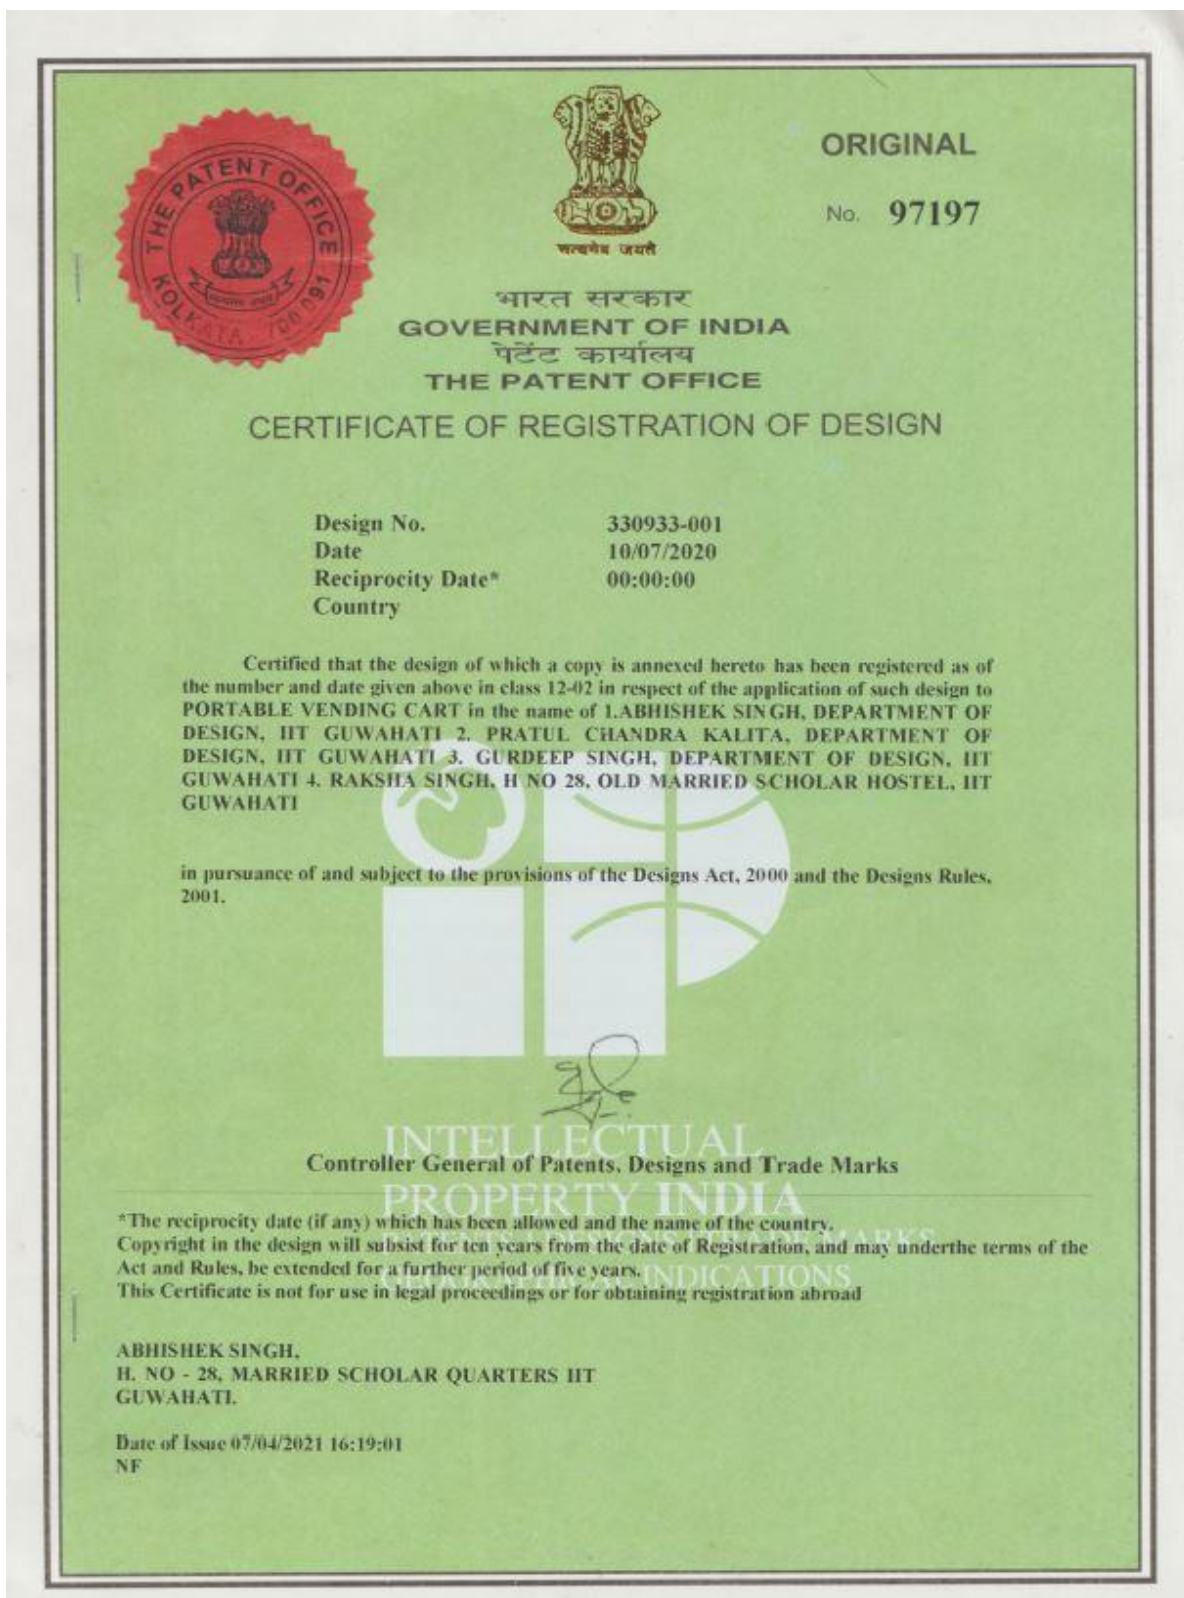 THE PATENT OFFICE
KOLKATA 700091
ORIGINAL
No. 97197
सत्यमेव जयते
भारत सरकार
GOVERNMENT OF INDIA
पेटेंट कार्यालय
THE PATENT OFFICE
CERTIFICATE OF REGISTRATION OF DESIGN
Design No. 330933-001
Date 10/07/2020
Reciprocity Date* 00:00:00
Country
Certified that the design of which a copy is annexed hereto has been registered as of
the number and date given above in class 12-02 in respect of the application of such design to
PORTABLE VENDING CART in the name of 1.ABHISHEK SINGH, DEPARTMENT OF
DESIGN, IIT GUWAHATI 2. PRATUL CHANDRA KALITA, DEPARTMENT OF
DESIGN, IIT GUWAHATI 3. GURDEEP SINGH, DEPARTMENT OF DESIGN, IIT
GUWAHATI 4. RAKSHA SINGH, H NO 28, OLD MARRIED SCHOLAR HOSTEL, IIT
GUWAHATI
in pursuance of and subject to the provisions of the Designs Act, 2000 and the Designs Rules,
2001.
INTELLECTUAL
Controller General of Patents, Designs and Trade Marks
PROPERTY INDIA
*The reciprocity date (if any) which has been allowed and the name of the country.
Copyright in the design will subsist for ten years from the date of Registration, and may underthe terms of the
Act and Rules, be extended for a further period of five years.
INDICATIONS
This Certificate is not for use in legal proceedings or for obtaining registration abroad
ABHISHEK SINGH,
H. NO - 28, MARRIED SCHOLAR QUARTERS IIT
GUWAHATI.
Date of Issue 07/04/2021 16:19:01
NF